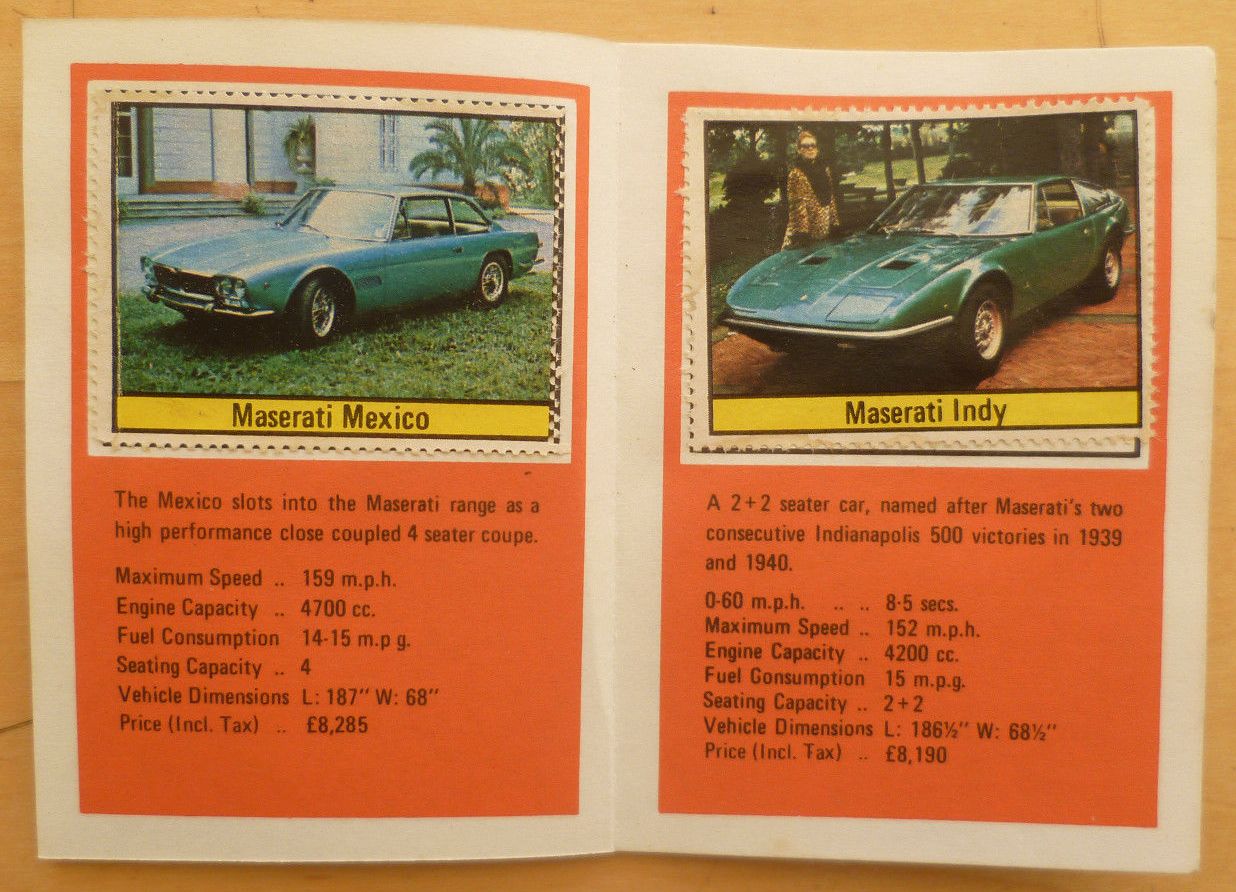 Maserati Mexico
The Mexico slots into the Maserati range as a
high performance close coupled 4 seater coupe.
Maximum Speed .. 159 m.p.h.
Engine Capacity .. 4700 cc.
Fuel Consumption 14-15 m.p g.
Seating Capacity .. 4
Vehicle Dimensions L: 187" W: 68"
Price (Incl. Tax) .. £8,285
Maserati Indy
A 2+2 seater car, named after Maserati's two
consecutive Indianapolis 500 victories in 1939
and 1940.
0-60 m.p.h. .. .. 8·5 secs.
Maximum Speed .. 152 m.p.h.
Engine Capacity .. 4200 cc.
Fuel Gonsumption 15 m.p.g.
Seating Capacity .. 2+2
Vehicle Dimensions L: 186½" W: 68½"
Price (Incl. Tax) .. £8,190